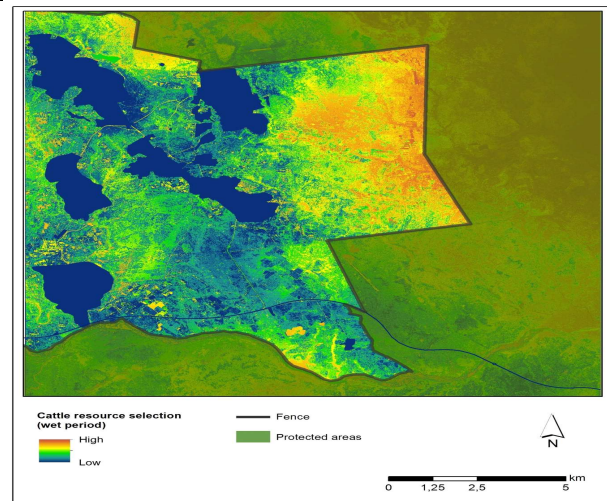 Cattle resource selection
(wet period)
High
Low
Fence
Protected areas
N
km
0 1,25 2,5 5